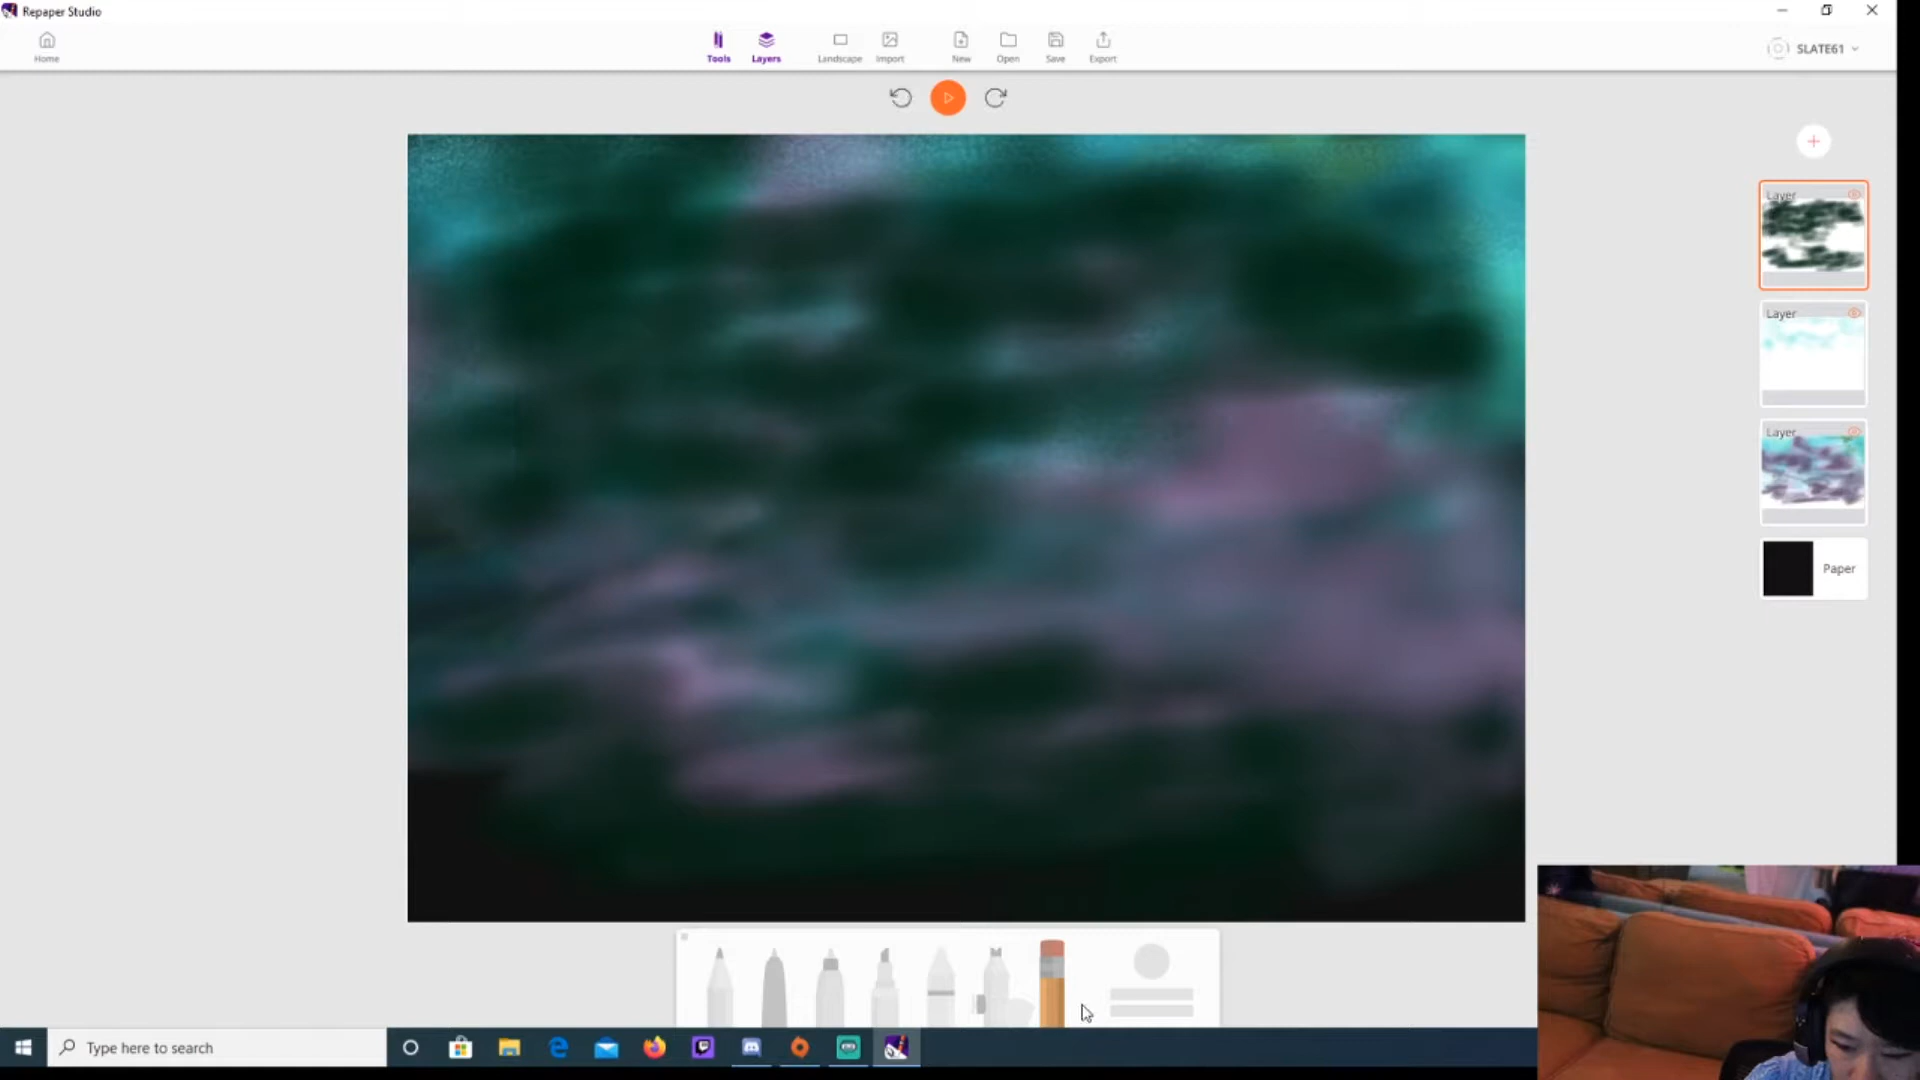 Repaper Studio
Home
Tools
Layers
Landscape
Import
New
Open
Save
Export
SLATE61
Layer
Layer
Layer
Paper
Type here to search